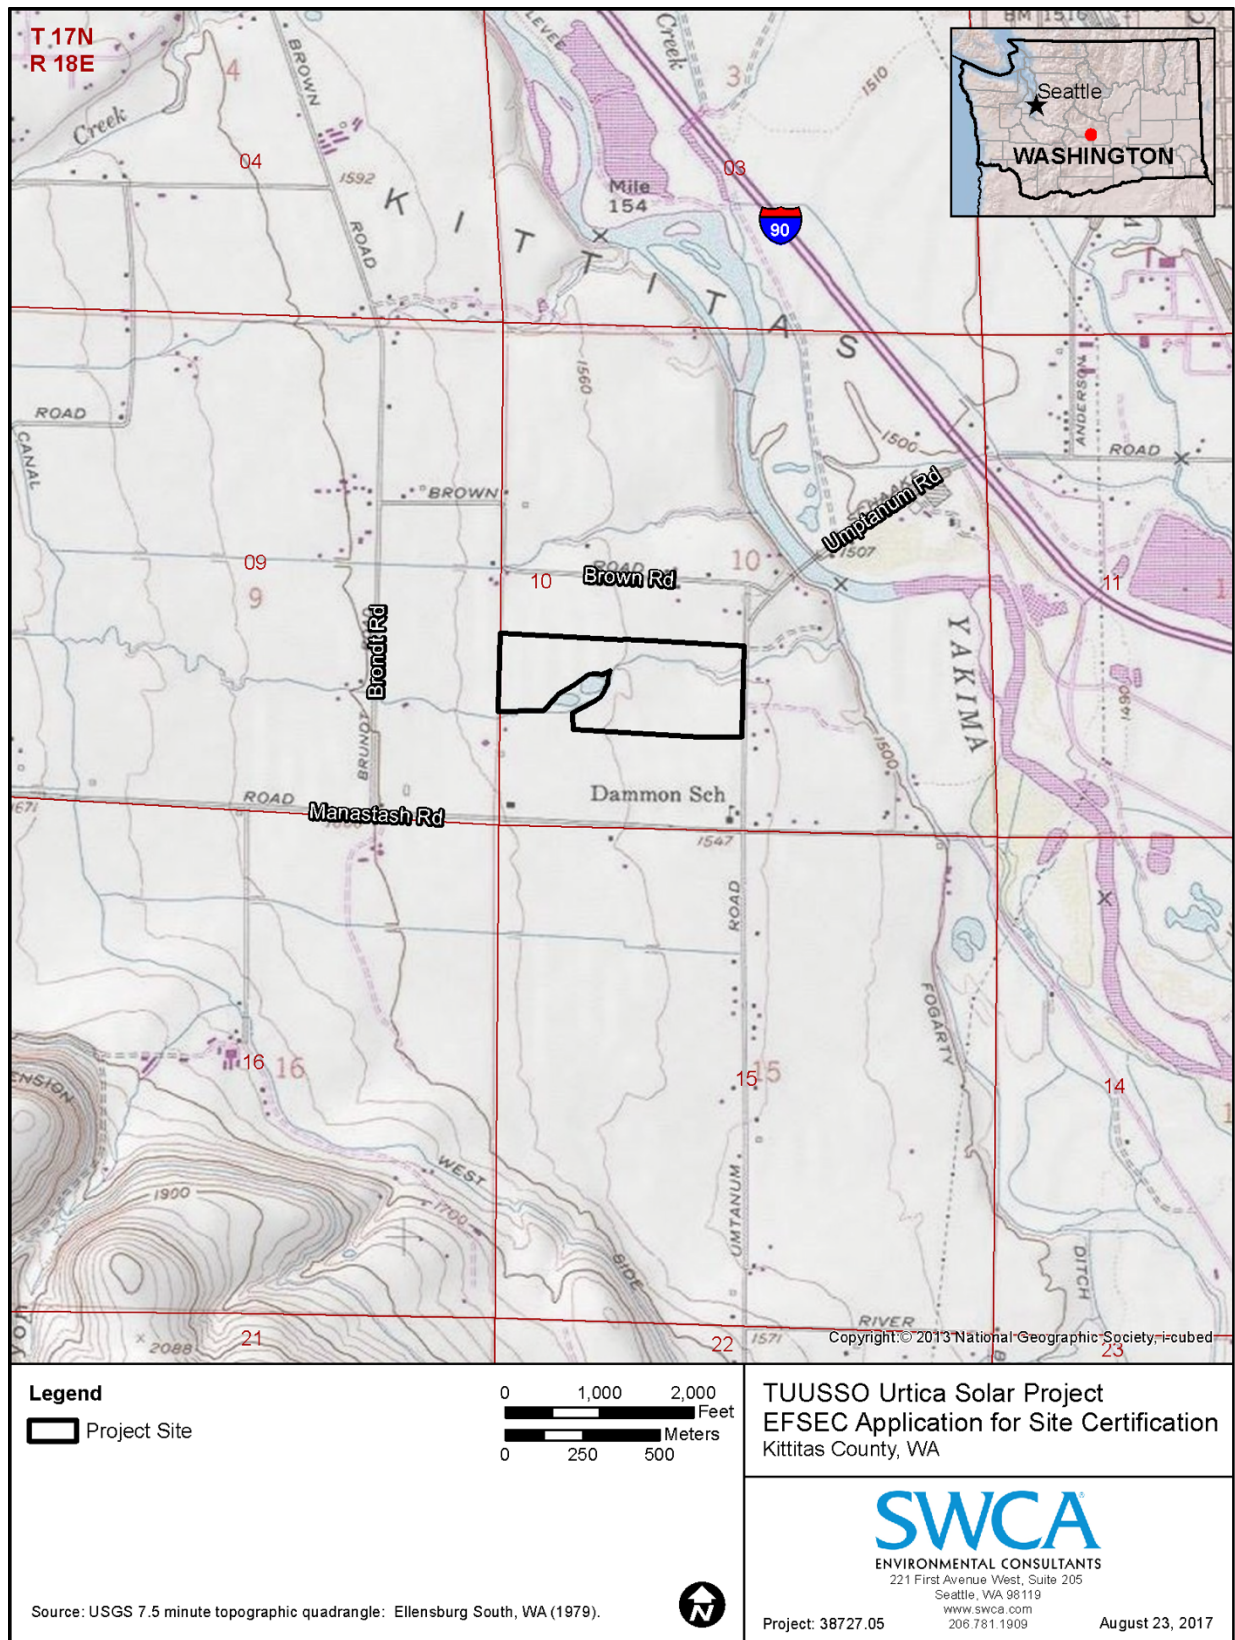 T 17N
R 18E
4
BROWN
ROAD
LEVEE
Creek
3
BM 1516
1510
Seattle
WASHINGTON
Creek
04
1592
Mile
154
03
90
KITTITAS
ROAD
CANAL
1560
1500
ANDERSON
ROAD
BROWN
Umptanum Rd
1507
09
9
10
ROAD
Brown Rd
10
11
Brondt Rd
BRUNDT
YAKIMA
1490
1500
Dammon Sch
ROAD
Manastash Rd
1671
1547
ROAD
FOGARTY
16
16
15
15
14
WEST
SIDE
1900
1700
UMTANUM
DITCH
RIVER
21
2088
22
1571
23
Copyright:© 2013 National Geographic Society, i-cubed
Legend
Project Site
0 1,000 2,000
Feet
Meters
0 250 500
Source: USGS 7.5 minute topographic quadrangle: Ellensburg South, WA (1979).
N
TUUSSO Urtica Solar Project
EFSEC Application for Site Certification
Kittitas County, WA
SWCA
ENVIRONMENTAL CONSULTANTS
221 First Avenue West, Suite 205
Seattle, WA 98119
www.swca.com
206.781.1909
Project: 38727.05
August 23, 2017